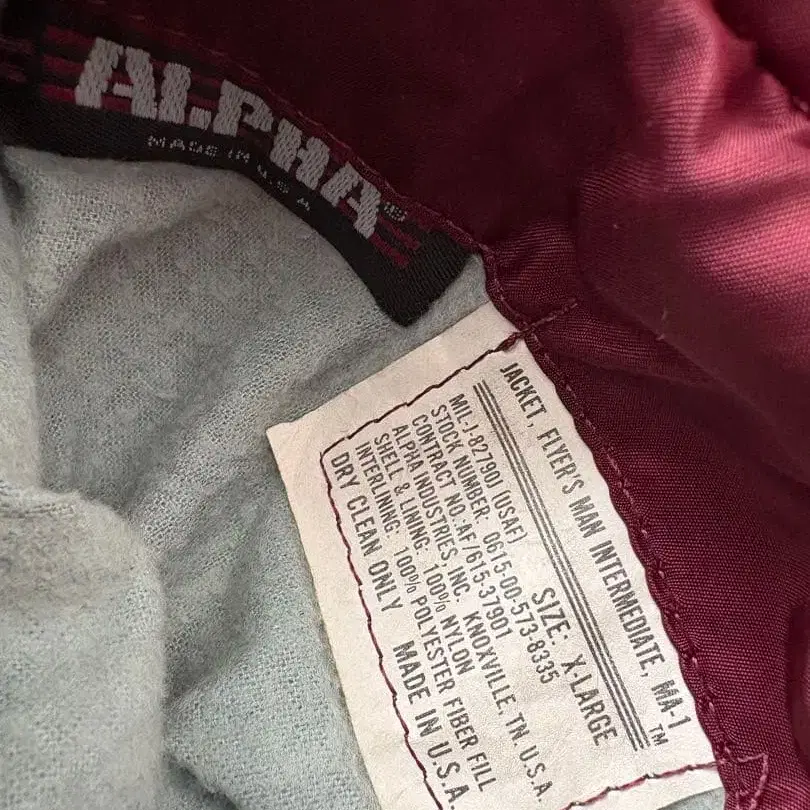 ALPHA®
MADE IN U.S.A
JACKET, FLYER'S MAN INTERMEDIATE, MA-1™
SIZE: X-LARGE
MIL-J-82790J (USAF)
STOCK NUMBER: 0615-00-573-8335
CONTRACT NO. AF/615-37901
ALPHA INDUSTRIES, INC. KNOXVILLE, TN. U.S.A.
SHELL & LINING: 100% NYLON
INTERLINING: 100% POLYESTER FIBER FILL
DRY CLEAN ONLY MADE IN U.S.A.